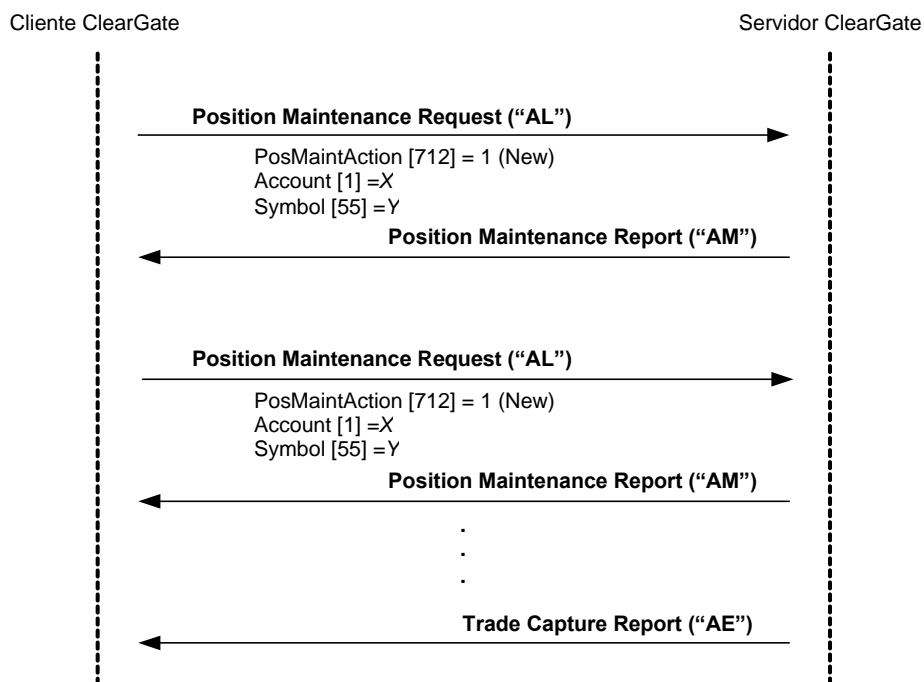 Cliente ClearGate
Servidor ClearGate
Position Maintenance Request (“AL”)
PosMaintAction [712] = 1 (New)
Account [1] =X
Symbol [55] =Y
Position Maintenance Report (“AM”)
Position Maintenance Request (“AL”)
PosMaintAction [712] = 1 (New)
Account [1] =X
Symbol [55] =Y
Position Maintenance Report (“AM”)
.
.
.
Trade Capture Report (“AE”)